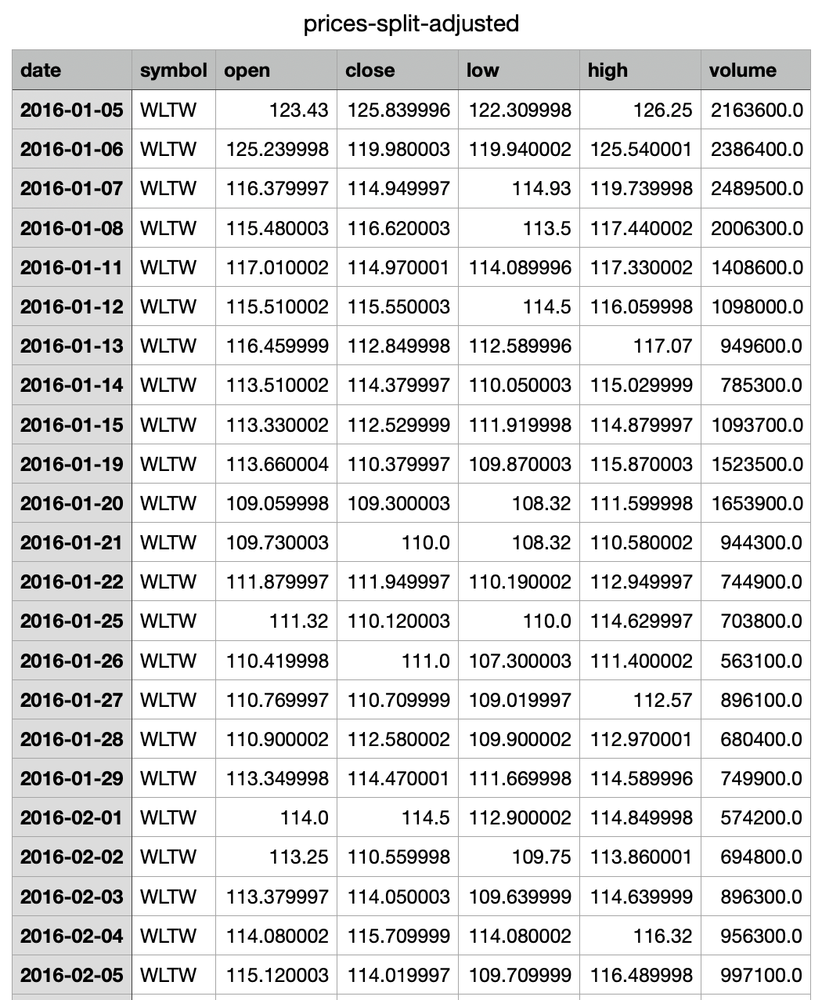 prices-split-adjusted
date symbol open close low high volume
2016-01-05 WLTW 123.43 125.839996 122.309998 126.25 2163600.0
2016-01-06 WLTW 125.239998 119.980003 119.940002 125.540001 2386400.0
2016-01-07 WLTW 116.379997 114.949997 114.93 119.739998 2489500.0
2016-01-08 WLTW 115.480003 116.620003 113.5 117.440002 2006300.0
2016-01-11 WLTW 117.010002 114.970001 114.089996 117.330002 1408600.0
2016-01-12 WLTW 115.510002 115.550003 114.5 116.059998 1098000.0
2016-01-13 WLTW 116.459999 112.849998 112.589996 117.07 949600.0
2016-01-14 WLTW 113.510002 114.379997 110.050003 115.029999 785300.0
2016-01-15 WLTW 113.330002 112.529999 111.919998 114.879997 1093700.0
2016-01-19 WLTW 113.660004 110.379997 109.870003 115.870003 1523500.0
2016-01-20 WLTW 109.059998 109.300003 108.32 111.599998 1653900.0
2016-01-21 WLTW 109.730003 110.0 108.32 110.580002 944300.0
2016-01-22 WLTW 111.879997 111.949997 110.190002 112.949997 744900.0
2016-01-25 WLTW 111.32 110.120003 110.0 114.629997 703800.0
2016-01-26 WLTW 110.419998 111.0 107.300003 111.400002 563100.0
2016-01-27 WLTW 110.769997 110.709999 109.019997 112.57 896100.0
2016-01-28 WLTW 110.900002 112.580002 109.900002 112.970001 680400.0
2016-01-29 WLTW 113.349998 114.470001 111.669998 114.589996 749900.0
2016-02-01 WLTW 114.0 114.5 112.900002 114.849998 574200.0
2016-02-02 WLTW 113.25 110.559998 109.75 113.860001 694800.0
2016-02-03 WLTW 113.379997 114.050003 109.639999 114.639999 896300.0
2016-02-04 WLTW 114.080002 115.709999 114.080002 116.32 956300.0
2016-02-05 WLTW 115.120003 114.019997 109.709999 116.489998 997100.0